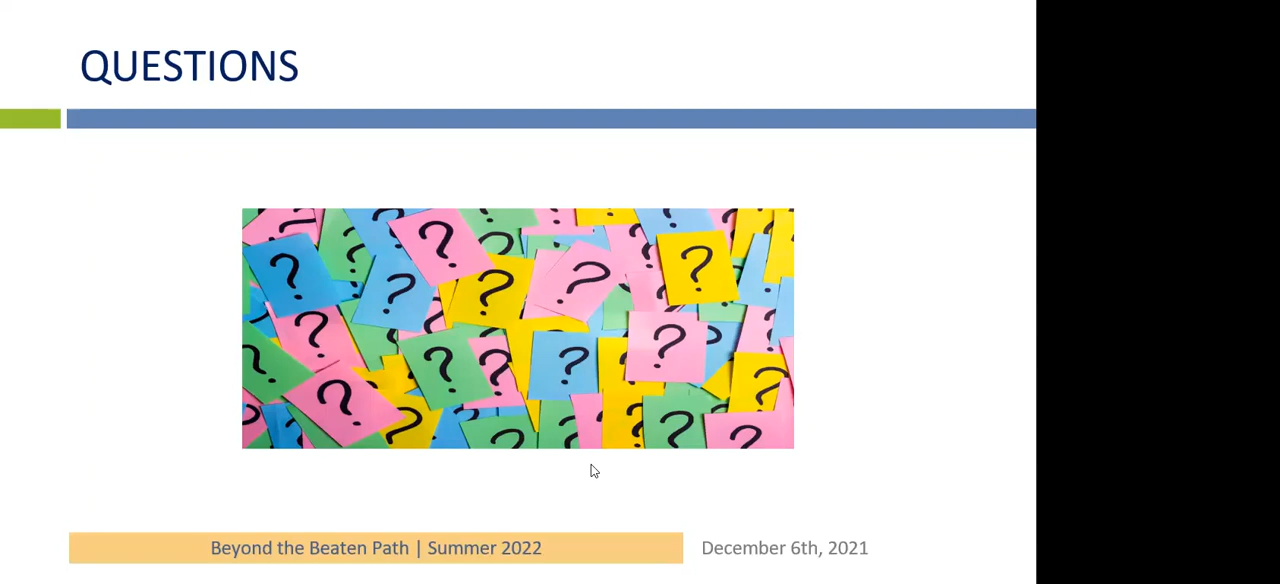 QUESTIONS
? ? ? ? ? ? ? ? ? ? ? ? ? ? ? ? ? ? ?
Beyond the Beaten Path | Summer 2022
December 6th, 2021